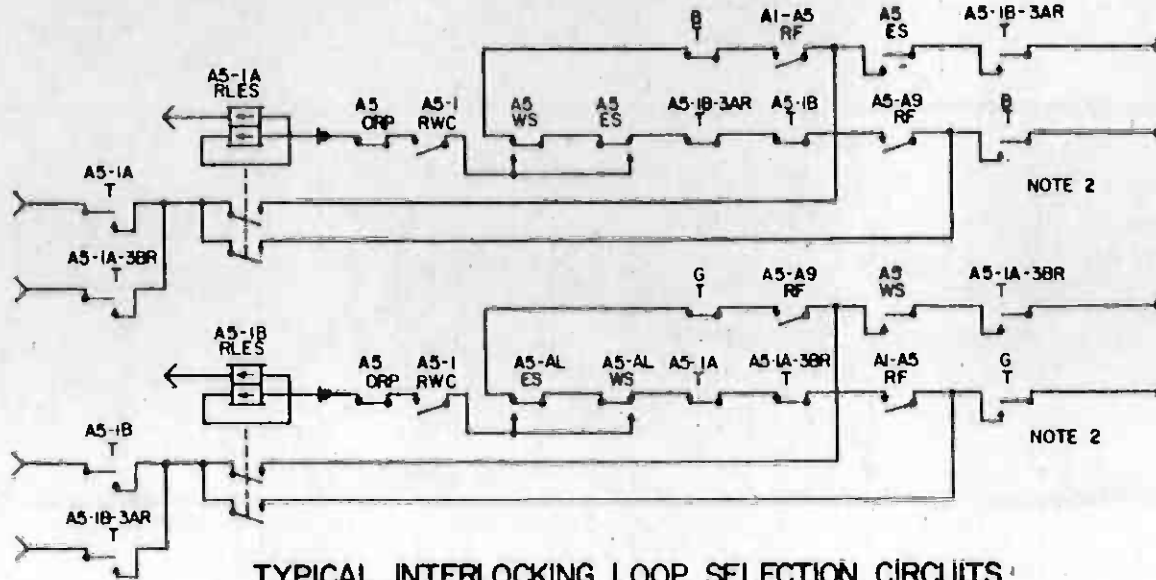 B
T
A1-A5
RF
A5
ES
A5-1B-3AR
T
A5-1A
RLES
A5
ORP
A5-1
RWC
A5
WS
A5
ES
A5-1B-3AR
T
A5-1B
T
A5-A9
RF
B
T
A5-1A
T
NOTE 2
A5-1A-3BR
T
G
T
A5-A9
RF
A5
WS
A5-1A-3BR
T
A5-1B
RLES
A5
ORP
A5-1
RWC
A5-AL
ES
A5-AL
WS
A5-1A
T
A5-1A-3BR
T
A1-A5
RF
G
T
A5-1B
T
NOTE 2
A5-1B-3AR
T
TYPICAL INTERLOCKING LOOP SELECTION CIRCUITS